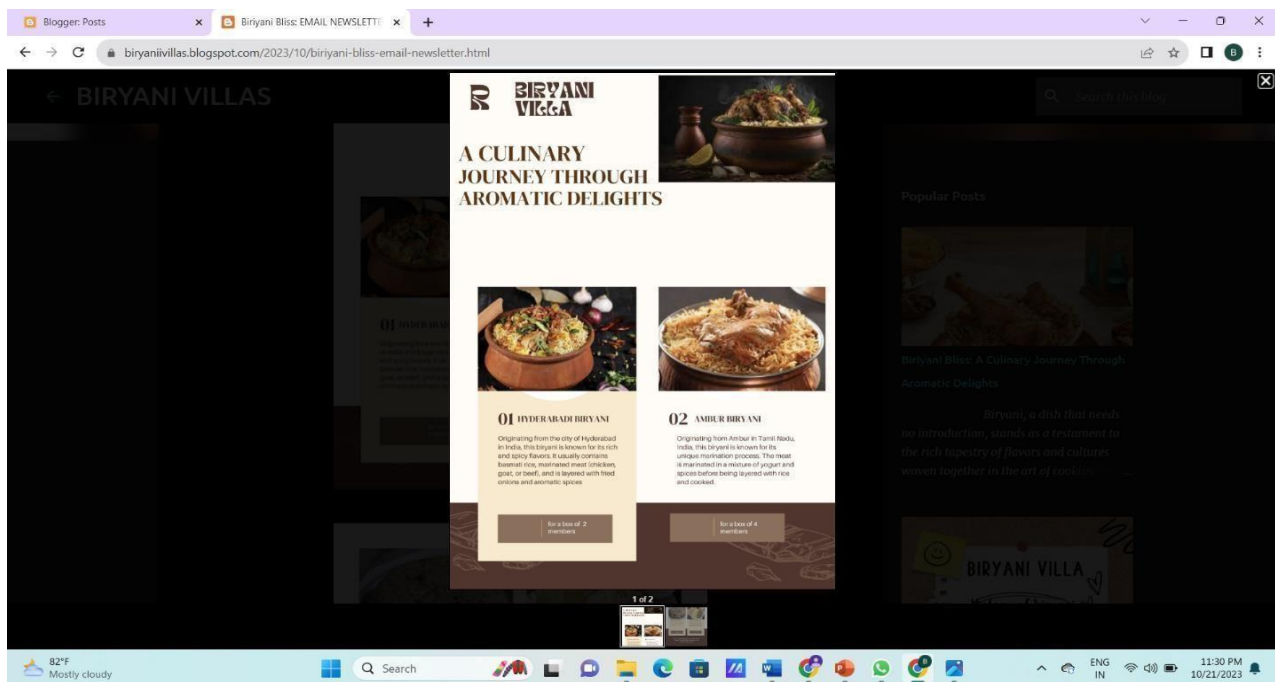 Blogger: Posts
Biriyani Bliss: EMAIL NEWSLETTE
biryaniivillas.blogspot.com/2023/10/biriyani-bliss-email-newsletter.html
B
BIRYANI VILLAS
Search this blog
BIRYANI
VILLA
A CULINARY
JOURNEY THROUGH
AROMATIC DELIGHTS
01 HYDERABADI BIRYANI
Originating from the city of Hyderabad
in India, this biryani is known for its rich
and spicy flavors. It usually contains
basmati rice, marinated meat (chicken,
goat, or beef), and is layered with fried
onions and aromatic spices
for a box of 2
members
02 AMBUR BIRYANI
Originating from Ambur in Tamil Nadu,
India, this biryani is known for its
unique marination process. The meat
is marinated in a mixture of yogurt and
spices before being layered with rice
and cooked.
for a box of 4
members
1 of 2
Popular Posts
Biriyani Bliss: A Culinary Journey Through
Aromatic Delights
Biryani, a dish that needs
no introduction, stands as a testament to
the rich tapestry of flavors and cultures
woven together in the art of cooking
BIRYANI VILLA
82°F
Mostly cloudy
Search
ENG
IN
11:30 PM
10/21/2023